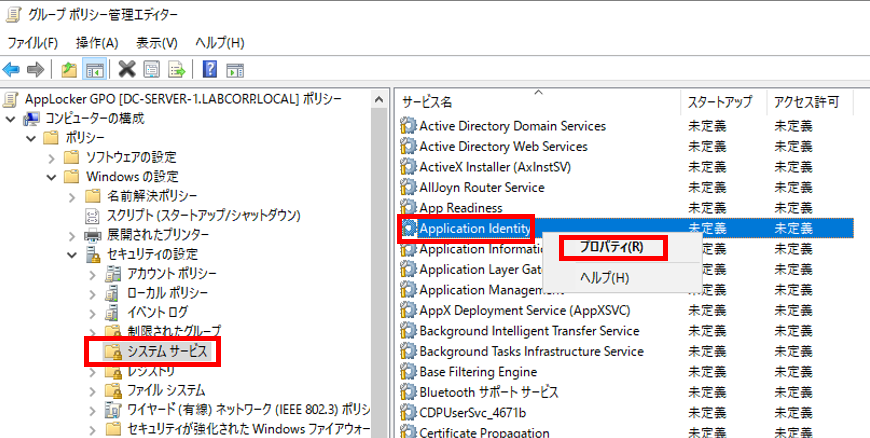 グループ ポリシー管理エディター
ファイル(F) 操作(A) 表示(V) ヘルプ(H)
AppLocker GPO [DC-SERVER-1.LABCORP.LOCAL] ポリシー
コンピューターの構成
ポリシー
ソフトウェアの設定
Windows の設定
名前解決ポリシー
スクリプト (スタートアップ/シャットダウン)
展開されたプリンター
セキュリティの設定
アカウント ポリシー
ローカル ポリシー
イベント ログ
制限されたグループ
システム サービス
レジストリ
ファイル システム
ワイヤード (有線) ネットワーク (IEEE 802.3) ポリシ
セキュリティが強化された Windows ファイアウォー
サービス名 スタートアップ アクセス許可
Active Directory Domain Services 未定義 未定義
Active Directory Web Services 未定義 未定義
ActiveX Installer (AxInstSV) 未定義 未定義
AllJoyn Router Service 未定義 未定義
App Readiness 未定義 未定義
Application Identity 未定義 未定義
Application Informatio 未定義 未定義
Application Layer Gat 未定義 未定義
Application Management 未定義 未定義
AppX Deployment Service (AppXSVC) 未定義 未定義
Background Intelligent Transfer Service 未定義 未定義
Background Tasks Infrastructure Service 未定義 未定義
Base Filtering Engine 未定義 未定義
Bluetooth サポート サービス 未定義 未定義
CDPUserSvc_4671b 未定義 未定義
Certificate Propagation 未定義 未定義
プロパティ(R)
ヘルプ(H)